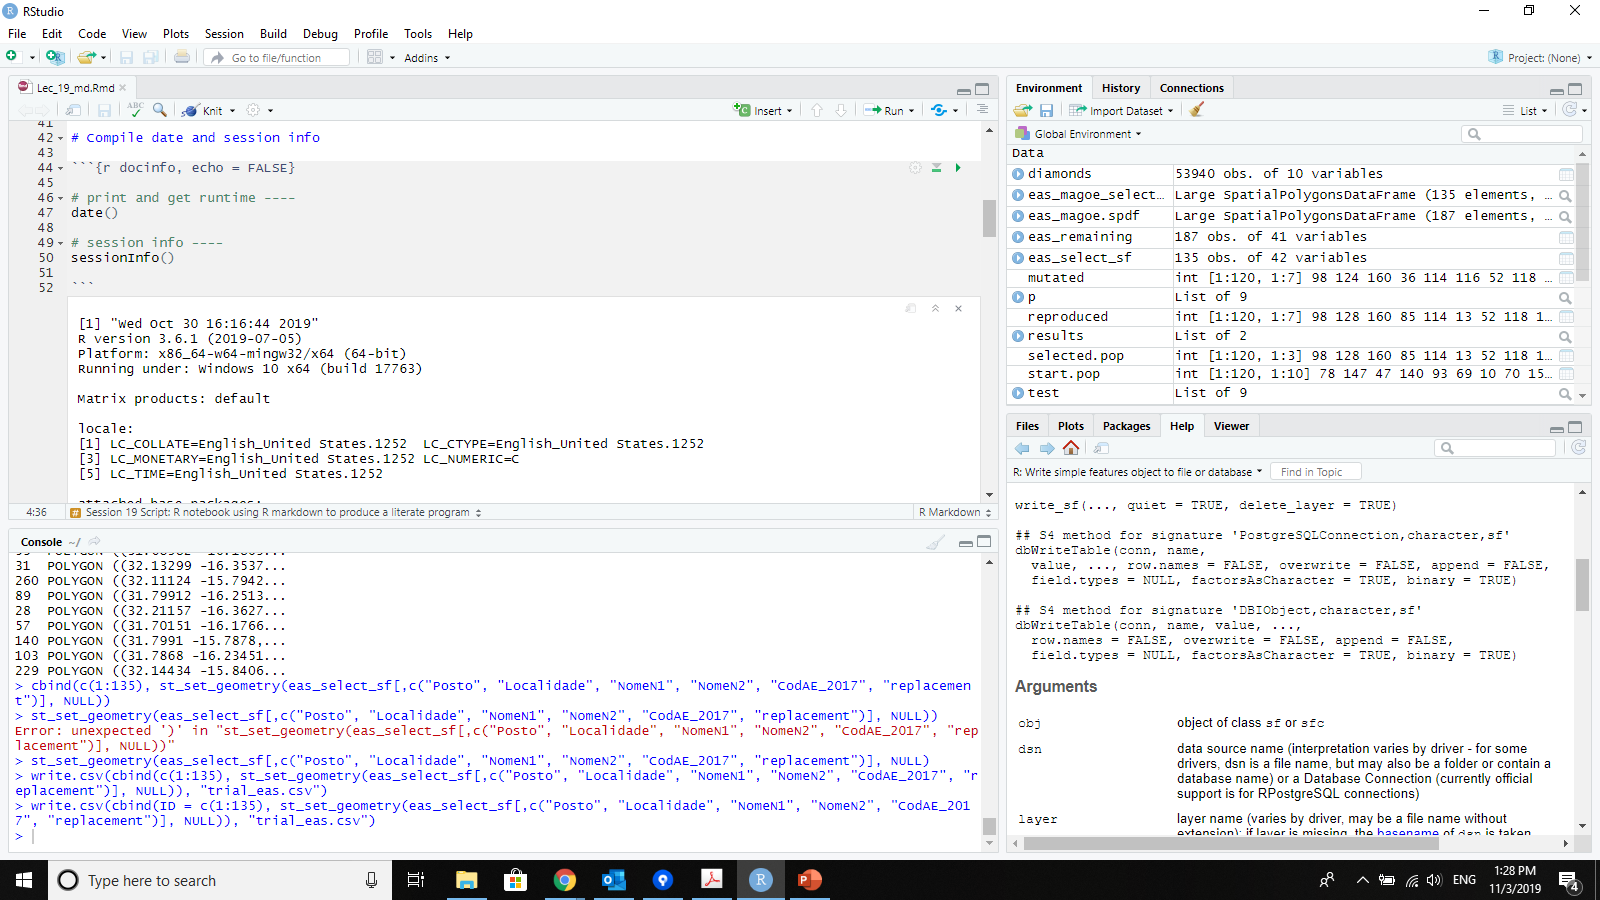 RStudio
File Edit Code View Plots Session Build Debug Profile Tools Help
Go to file/function Addins Project: (None)
Lec_19_md.Rmd
ABC Knit Insert Run
41
42 # Compile date and session info
43
44 ```{r docinfo, echo = FALSE}
45
46 # print and get runtime ----
47 date()
48
49 # session info ----
50 sessionInfo()
51
52 ```
[1] "Wed Oct 30 16:16:44 2019"
R version 3.6.1 (2019-07-05)
Platform: x86_64-w64-mingw32/x64 (64-bit)
Running under: Windows 10 x64 (build 17763)
Matrix products: default
locale:
[1] LC_COLLATE=English_United States.1252  LC_CTYPE=English_United States.1252
[3] LC_MONETARY=English_United States.1252 LC_NUMERIC=C
[5] LC_TIME=English_United States.1252
attached base packages:
4:36 # Session 19 Script: R notebook using R markdown to produce a literate program R Markdown
Console ~/
31 POLYGON ((32.13299 -16.3537...
260 POLYGON ((32.11124 -15.7942...
89 POLYGON ((31.79912 -16.2513...
28 POLYGON ((32.21157 -16.3627...
57 POLYGON ((31.70151 -16.1766...
140 POLYGON ((31.7991 -15.7878,...
103 POLYGON ((31.7868 -16.23451...
229 POLYGON ((32.14434 -15.8406...
> cbind(c(1:135), st_set_geometry(eas_select_sf[,c("Posto", "Localidade", "NomeN1", "NomeN2", "CodAE_2017", "replacemen
t")], NULL))
> st_set_geometry(eas_select_sf[,c("Posto", "Localidade", "NomeN1", "NomeN2", "CodAE_2017", "replacement")], NULL))
Error: unexpected ')' in "st_set_geometry(eas_select_sf[,c("Posto", "Localidade", "NomeN1", "NomeN2", "CodAE_2017", "rep
lacement")], NULL))"
> st_set_geometry(eas_select_sf[,c("Posto", "Localidade", "NomeN1", "NomeN2", "CodAE_2017", "replacement")], NULL)
> write.csv(cbind(c(1:135), st_set_geometry(eas_select_sf[,c("Posto", "Localidade", "NomeN1", "NomeN2", "CodAE_2017", "r
eplacement")], NULL)), "trial_eas.csv")
> write.csv(cbind(ID = c(1:135), st_set_geometry(eas_select_sf[,c("Posto", "Localidade", "NomeN1", "NomeN2", "CodAE_201
7", "replacement")], NULL)), "trial_eas.csv")
>
Environment History Connections
Import Dataset List
Global Environment
Data
diamonds 53940 obs. of 10 variables
eas_magoe_select... Large SpatialPolygonsDataFrame (135 elements, ...
eas_magoe.spdf Large SpatialPolygonsDataFrame (187 elements, ...
eas_remaining 187 obs. of 41 variables
eas_select_sf 135 obs. of 42 variables
mutated int [1:120, 1:7] 98 124 160 36 114 116 52 118 ...
p List of 9
reproduced int [1:120, 1:7] 98 128 160 85 114 13 52 118 1...
results List of 2
selected.pop int [1:120, 1:3] 98 128 160 85 114 13 52 118 1...
start.pop int [1:120, 1:10] 78 147 47 140 93 69 10 70 15...
test List of 9
Files Plots Packages Help Viewer
R: Write simple features object to file or database Find in Topic
write_sf(..., quiet = TRUE, delete_layer = TRUE)
## S4 method for signature 'PostgreSQLConnection,character,sf'
dbWriteTable(conn, name,
value, ..., row.names = FALSE, overwrite = FALSE, append = FALSE,
field.types = NULL, factorsAsCharacter = TRUE, binary = TRUE)
## S4 method for signature 'DBIObject,character,sf'
dbWriteTable(conn, name, value, ...,
row.names = FALSE, overwrite = FALSE, append = FALSE,
field.types = NULL, factorsAsCharacter = TRUE, binary = TRUE)
Arguments
obj object of class sf or sfc
dsn data source name (interpretation varies by driver - for some
drivers, dsn is a file name, but may also be a folder or contain a
database name) or a Database Connection (currently official
support is for RPostgreSQL connections)
layer layer name (varies by driver, may be a file name without
extension); if layer is missing, the basename of dsn is taken
Type here to search
ENG
1:28 PM
11/3/2019
4